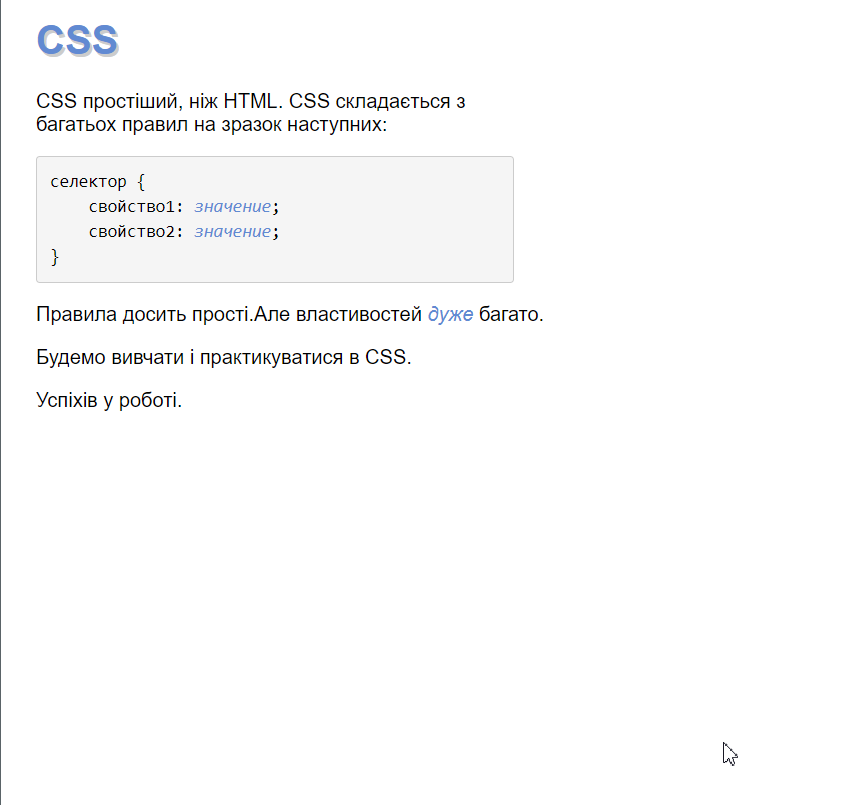 CSS
CSS простіший, ніж HTML. CSS складається з
багатьох правил на зразок наступних:
селектор {
    свойство1: значение;
    свойство2: значение;
}
Правила досить прості.Але властивостей дуже багато.
Будемо вивчати і практикуватися в CSS.
Успіхів у роботі.